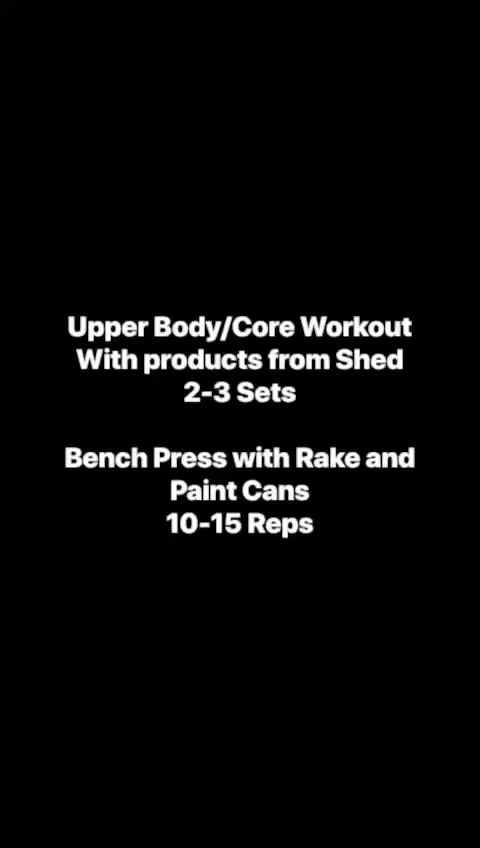 Upper Body/Core Workout
With products from Shed
2-3 Sets
Bench Press with Rake and
Paint Cans
10-15 Reps